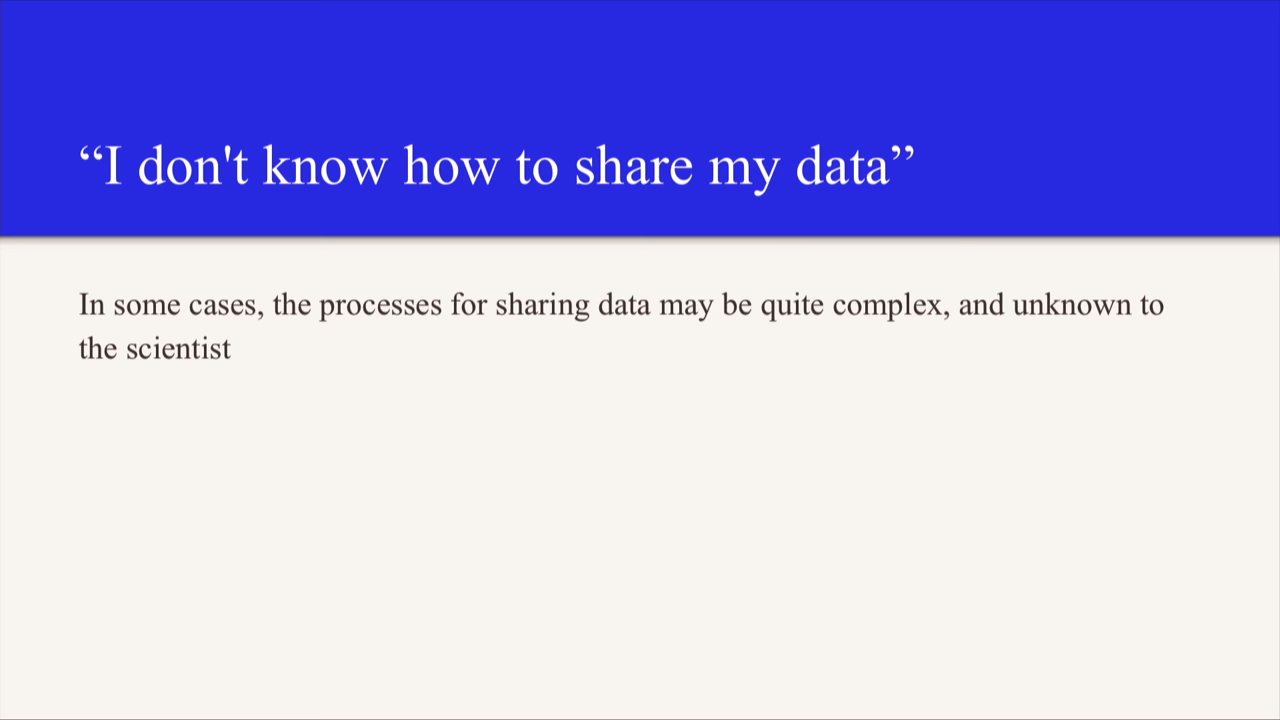 “I don't know how to share my data”
In some cases, the processes for sharing data may be quite complex, and unknown to
the scientist